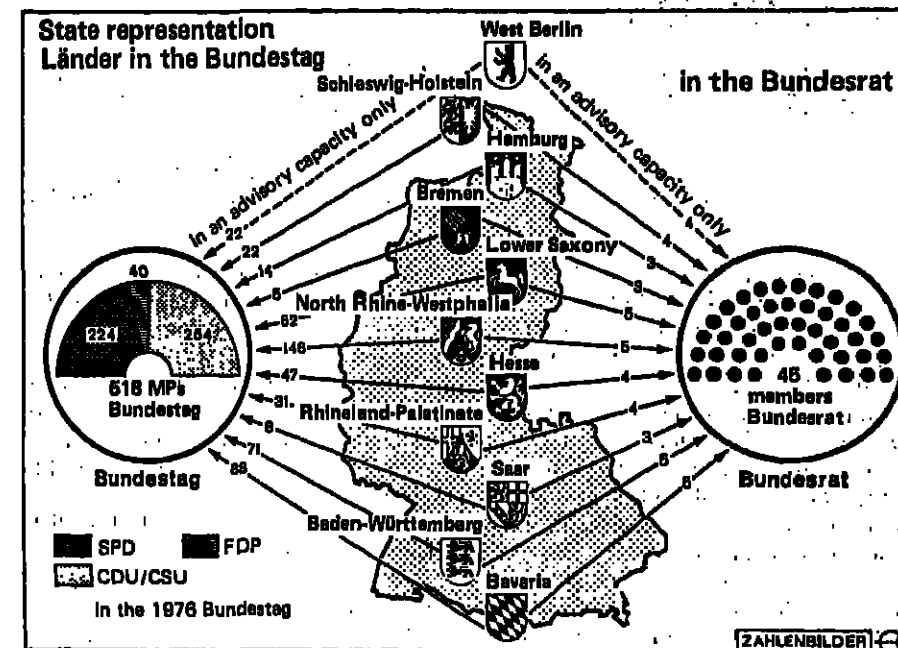 State representation
Länder in the Bundestag
in the Bundesrat
West Berlin
Schleswig-Holstein
Hamburg
Bremen
Lower Saxony
North Rhine-Westphalia
Hesse
Rhineland-Palatinate
Saar
Baden-Württemberg
Bavaria
in an advisory capacity only
22
22
14
5
62
148
47
31
8
71
88
in an advisory capacity only
4
4
3
3
5
5
4
4
3
5
5
40
224
254
518 MPs
Bundestag
Bundestag
45
members
Bundesrat
Bundesrat
SPD
FDP
CDU/CSU
In the 1976 Bundestag
ZAHLENBILDER